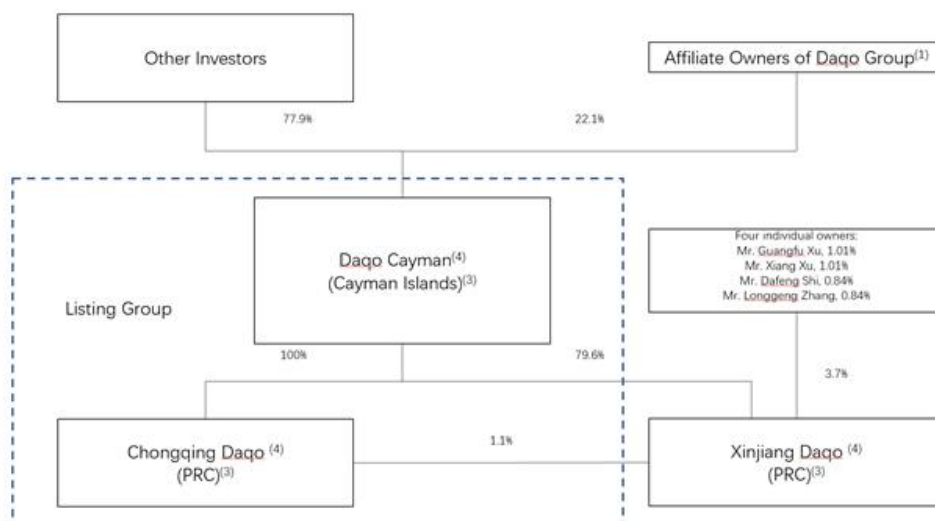 Other Investors
Affiliate Owners of Daqo Group(1)
77.9%
22.1%
Daqo Cayman(4)
(Cayman Islands)(3)
Four individual owners:
Mr. Guangfu Xu, 1.01%
Mr. Xiang Xu, 1.01%
Mr. Dafeng Shi, 0.84%
Mr. Longgeng Zhang, 0.84%
Listing Group
100%
79.6%
3.7%
Chongqing Daqo (4)
(PRC)(3)
1.1%
Xinjiang Daqo (4)
(PRC)(3)